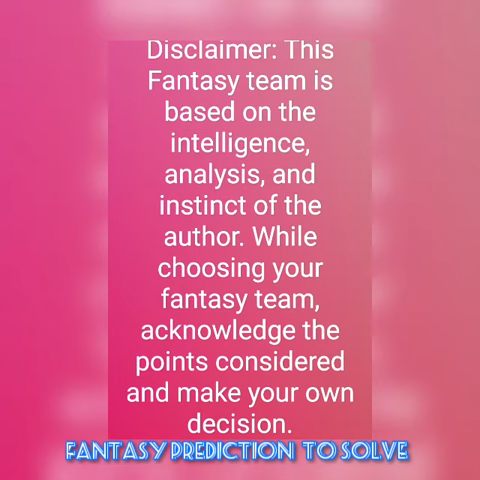 Disclaimer: This
Fantasy team is
based on the
intelligence,
analysis, and
instinct of the
author. While
choosing your
fantasy team,
acknowledge the
points considered
and make your own
decision.
FANTASY PREDICTION TO SOLVE